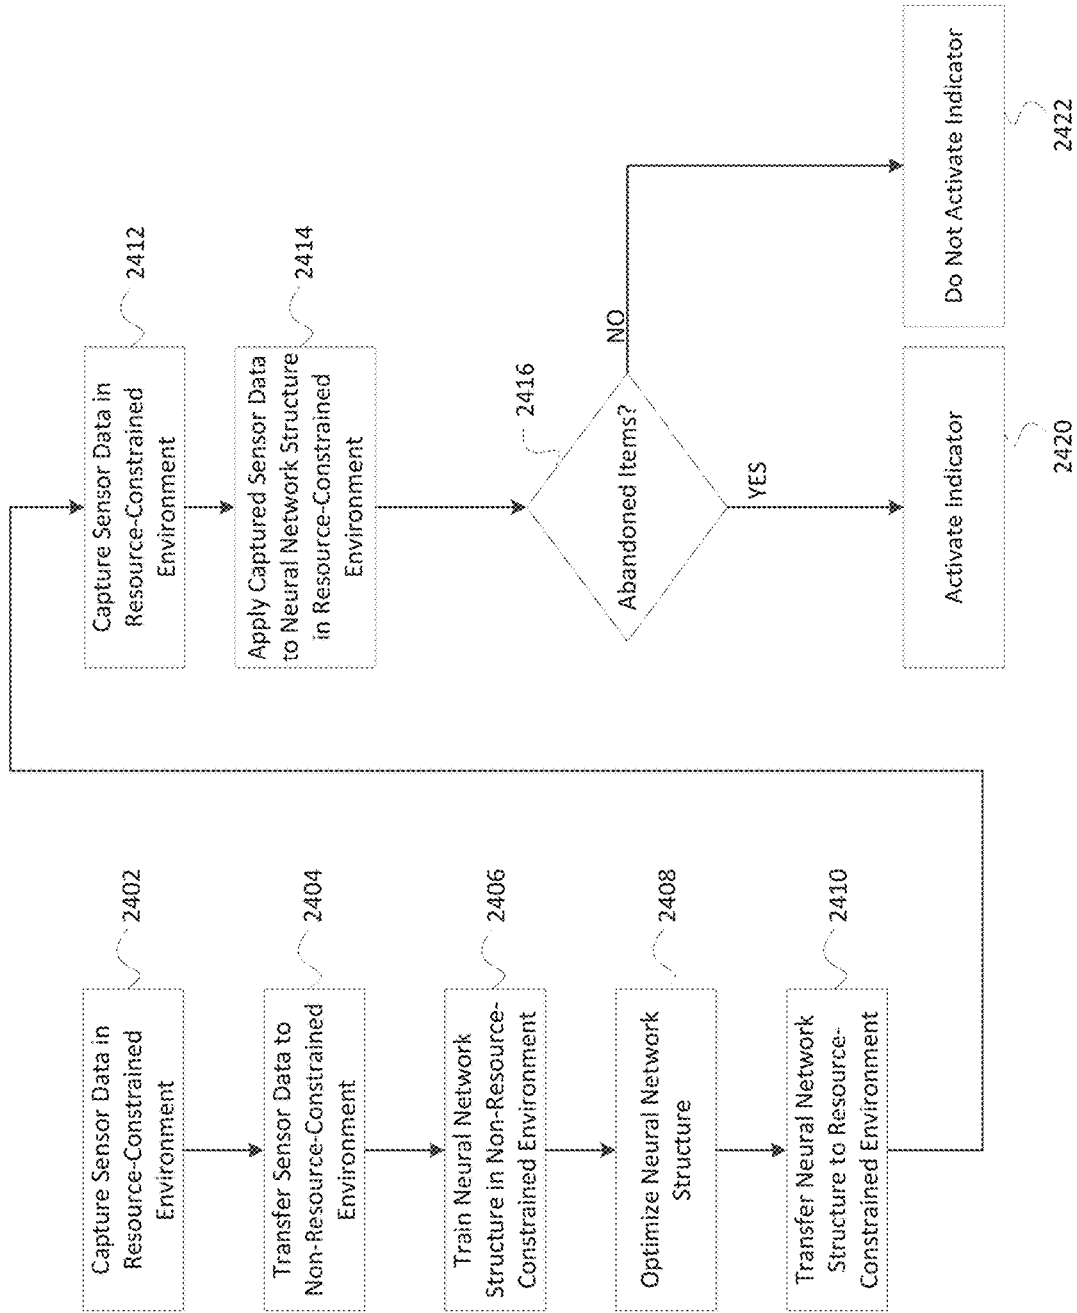 Capture Sensor Data in
Resource-Constrained
Environment
2402
Transfer Sensor Data to
Non-Resource-Constrained
Environment
2404
Train Neural Network
Structure in Non-Resource-
Constrained Environment
2406
Optimize Neural Network
Structure
2408
Transfer Neural Network
Structure to Resource-
Constrained Environment
2410
Capture Sensor Data in
Resource-Constrained
Environment
2412
Apply Captured Sensor Data
to Neural Network Structure
in Resource-Constrained
Environment
2414
Abandoned Items?
2416
YES
NO
Activate Indicator
2420
Do Not Activate Indicator
2422